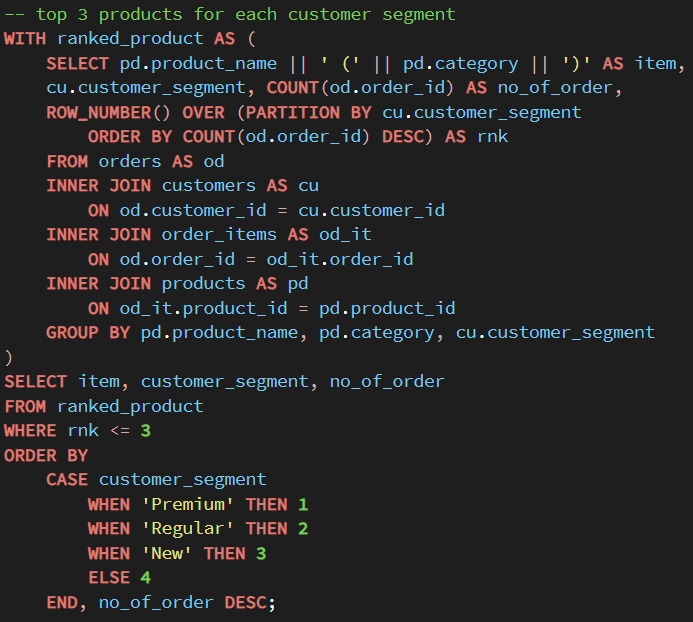 -- top 3 products for each customer segment
WITH ranked_product AS (
    SELECT pd.product_name || ' (' || pd.category || ')' AS item,
    cu.customer_segment, COUNT(od.order_id) AS no_of_order,
    ROW_NUMBER() OVER (PARTITION BY cu.customer_segment
        ORDER BY COUNT(od.order_id) DESC) AS rnk
    FROM orders AS od
    INNER JOIN customers AS cu
        ON od.customer_id = cu.customer_id
    INNER JOIN order_items AS od_it
        ON od.order_id = od_it.order_id
    INNER JOIN products AS pd
        ON od_it.product_id = pd.product_id
    GROUP BY pd.product_name, pd.category, cu.customer_segment
)
SELECT item, customer_segment, no_of_order
FROM ranked_product
WHERE rnk <= 3
ORDER BY
    CASE customer_segment
        WHEN 'Premium' THEN 1
        WHEN 'Regular' THEN 2
        WHEN 'New' THEN 3
        ELSE 4
    END, no_of_order DESC;